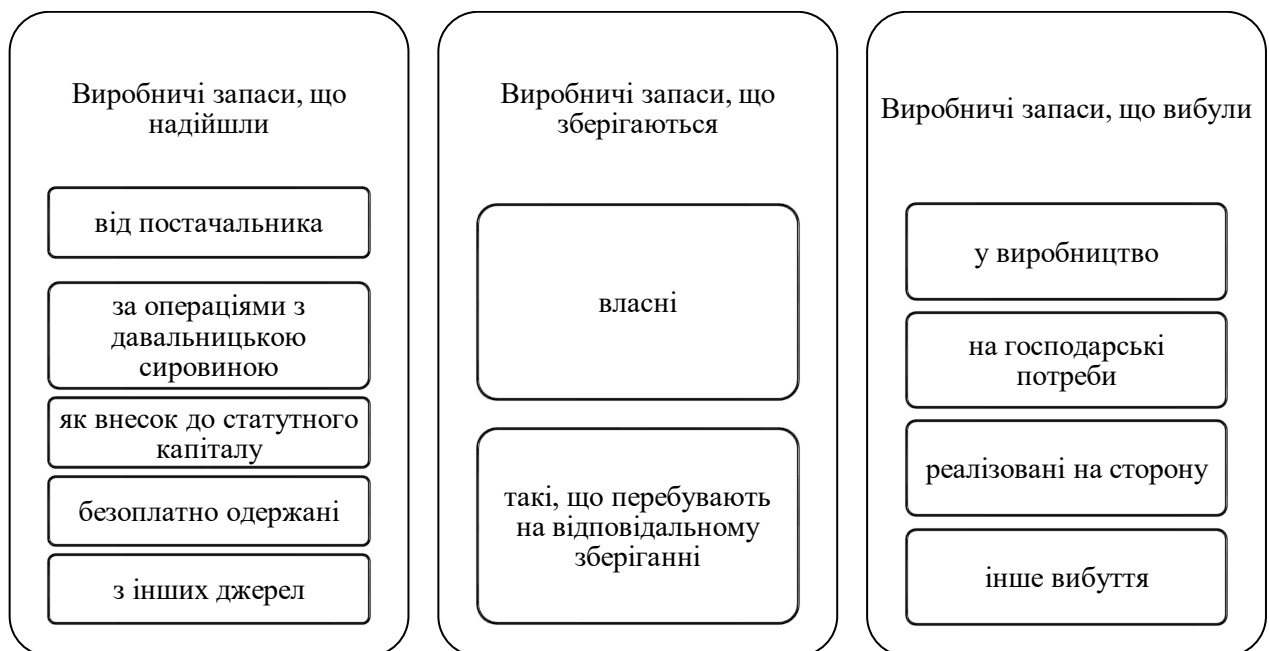 Виробничі запаси, що
надійшли
від постачальника
за операціями з
давальницькою
сировиною
як внесок до статутного
капіталу
безоплатно одержані
з інших джерел
Виробничі запаси, що
зберігаються
власні
такі, що перебувають
на відповідальному
зберіганні
Виробничі запаси, що вибули
у виробництво
на господарські
потреби
реалізовані на сторону
інше вибуття